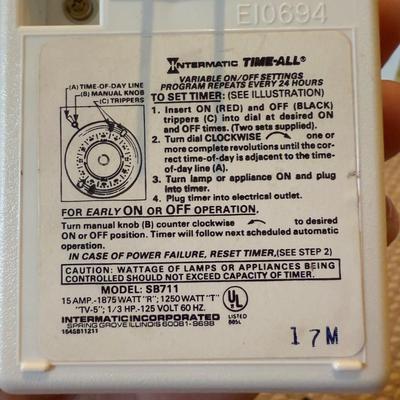 EI0694
INTERMATIC TIME-ALL®
VARIABLE ON/OFF SETTINGS
PROGRAM REPEATS EVERY 24 HOURS
(A) TIME-OF-DAY LINE
(B) MANUAL KNOB
(C) TRIPPERS
TO SET TIMER: (SEE ILLUSTRATION)
1. Insert ON (RED) and OFF (BLACK)
trippers (C) into dial at desired ON
and OFF times. (Two sets supplied).
2. Turn dial CLOCKWISE one or
more complete revolutions until the cor-
rect time-of-day is adjacent to the time-
of-day line (A).
3. Turn lamp or appliance ON and plug
into timer.
4. Plug timer into electrical outlet.
FOR EARLY ON or OFF OPERATION.
Turn manual knob (B) counter clockwise to desired
ON or OFF position. Timer will follow next scheduled automatic
operation.
IN CASE OF POWER FAILURE, RESET TIMER,(SEE STEP 2)
CAUTION: WATTAGE OF LAMPS OR APPLIANCES BEING
CONTROLLED SHOULD NOT EXCEED CAPACITY OF TIMER.
MODEL: SB711
15 AMP.-1875 WATT "R"; 1250 WATT "T"
"TV-5"; 1/3 HP.-125 VOLT 60 HZ.
INTERMATIC INCORPORATED
SPRING GROVE ILLINOIS 60081-9698
164SB11211
UL
LISTED
865L
17M